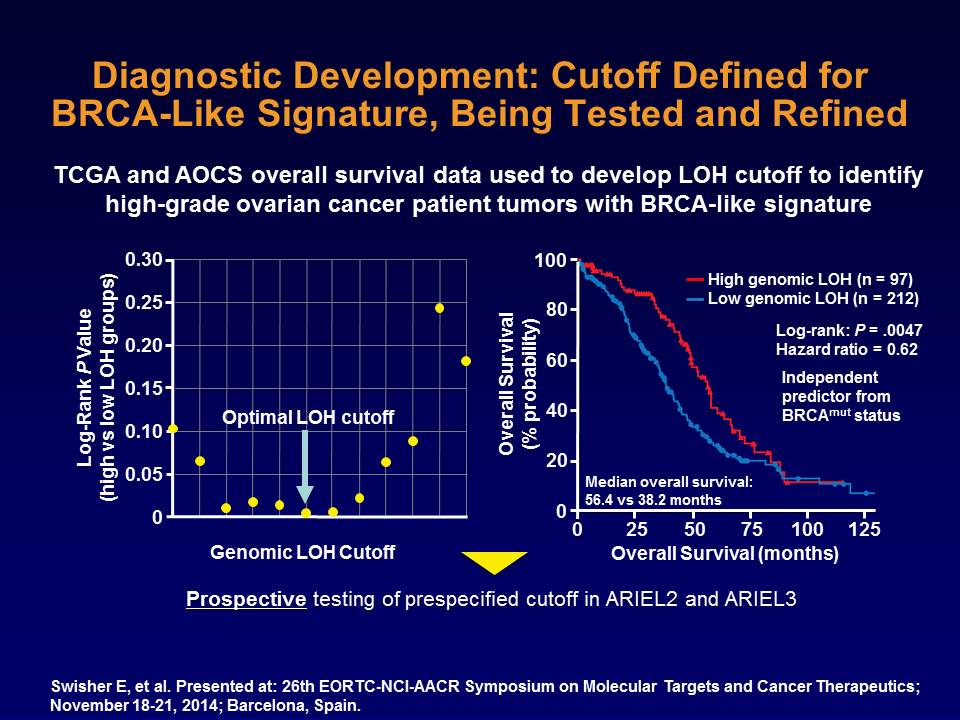 Diagnostic Development: Cutoff Defined for
BRCA-Like Signature, Being Tested and Refined
TCGA and AOCS overall survival data used to develop LOH cutoff to identify
high-grade ovarian cancer patient tumors with BRCA-like signature
Log-Rank P Value
(high vs low LOH groups)
0.30
0.25
0.20
0.15
0.10
0.05
0
Optimal LOH cutoff
Genomic LOH Cutoff
Overall Survival
(% probability)
100
80
60
40
20
0
High genomic LOH (n = 97)
Low genomic LOH (n = 212)
Log-rank: P = .0047
Hazard ratio = 0.62
Independent
predictor from
BRCAmut status
Median overall survival:
56.4 vs 38.2 months
0 25 50 75 100 125
Overall Survival (months)
Prospective testing of prespecified cutoff in ARIEL2 and ARIEL3
Swisher E, et al. Presented at: 26th EORTC-NCI-AACR Symposium on Molecular Targets and Cancer Therapeutics;
November 18-21, 2014; Barcelona, Spain.